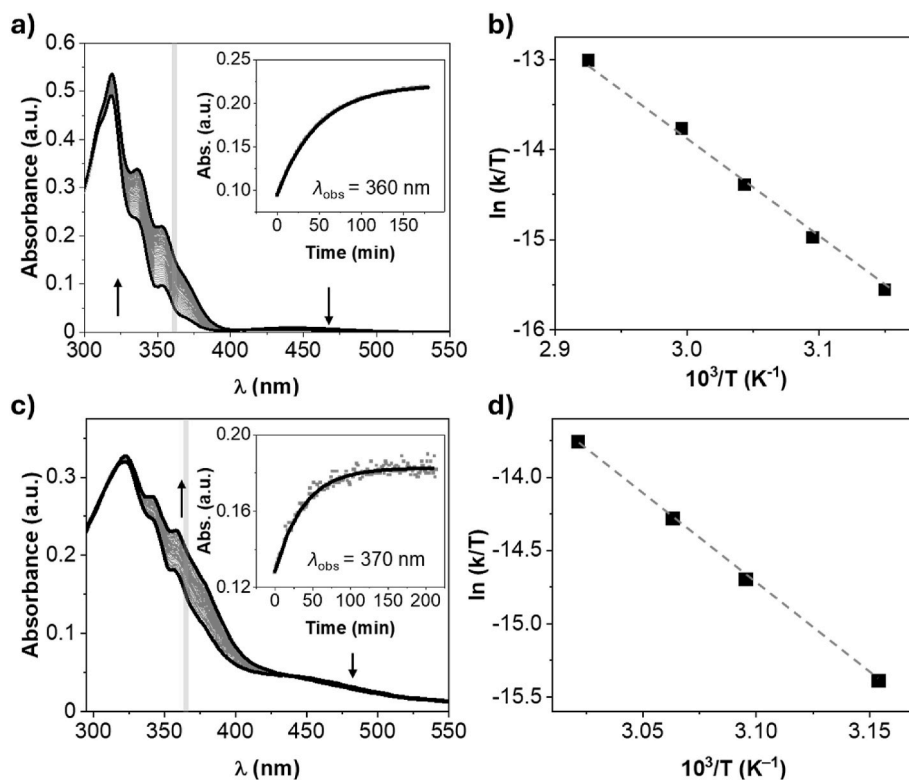 a)
0.6
0.5
0.4
0.3
0.2
0.1
0
Absorbance (a.u.)
300 350 400 450 500 550
λ (nm)
0.25
0.20
0.15
0.10
Abs. (a.u.)
λobs = 360 nm
0 50 100 150
Time (min)
b)
-13
-14
-15
-16
ln (k/T)
2.9 3.0 3.1
10³/T (K⁻¹)
c)
0.3
0.2
0.1
0
Absorbance (a.u.)
300 350 400 450 500 550
λ (nm)
0.20
0.16
0.12
Abs. (a.u.)
λobs = 370 nm
0 50 100 150 200
Time (min)
d)
-14.0
-14.5
-15.0
-15.5
ln (k/T)
3.05 3.10 3.15
10³/T (K⁻¹)